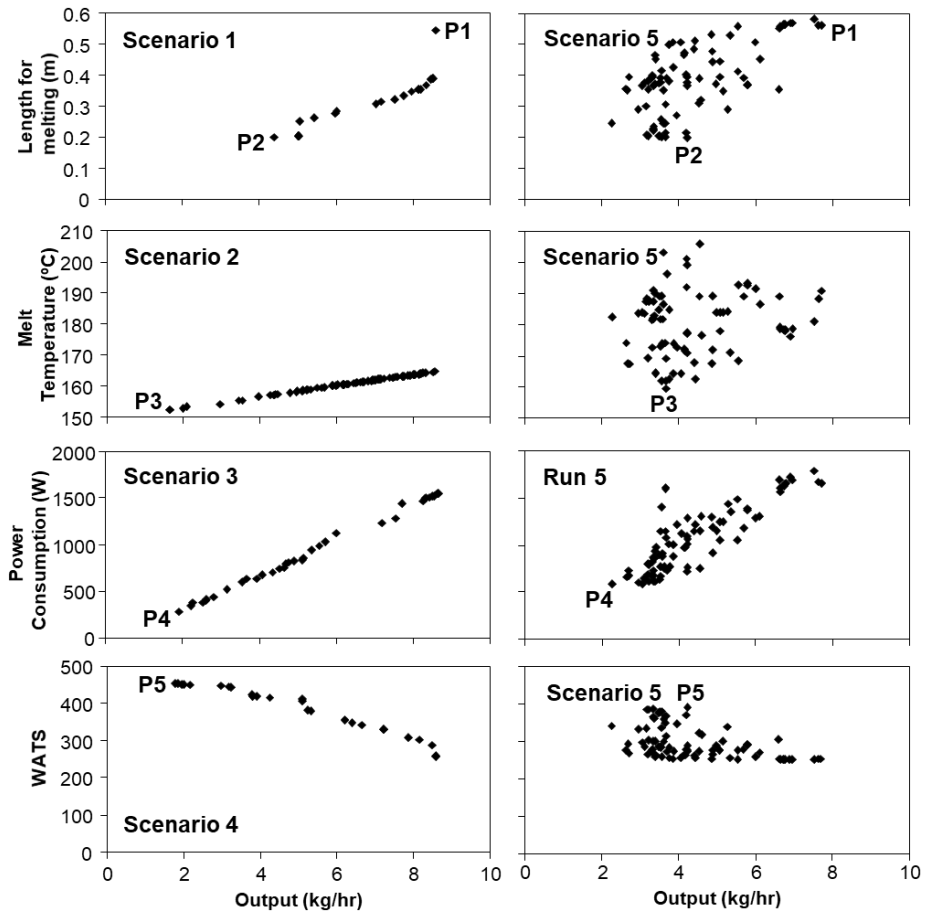 Length for
melting (m)
0.6
0.5
0.4
0.3
0.2
0.1
0
Scenario 1
P1
P2
Scenario 5
P1
P2
Melt
Temperature (ºC)
210
200
190
180
170
160
150
Scenario 2
P3
Scenario 5
P3
Power
Consumption (W)
2000
1500
1000
500
0
Scenario 3
P4
Run 5
P4
WATS
500
400
300
200
100
0
P5
Scenario 4
Scenario 5 P5
0 2 4 6 8 10
Output (kg/hr)
0 2 4 6 8 10
Output (kg/hr)